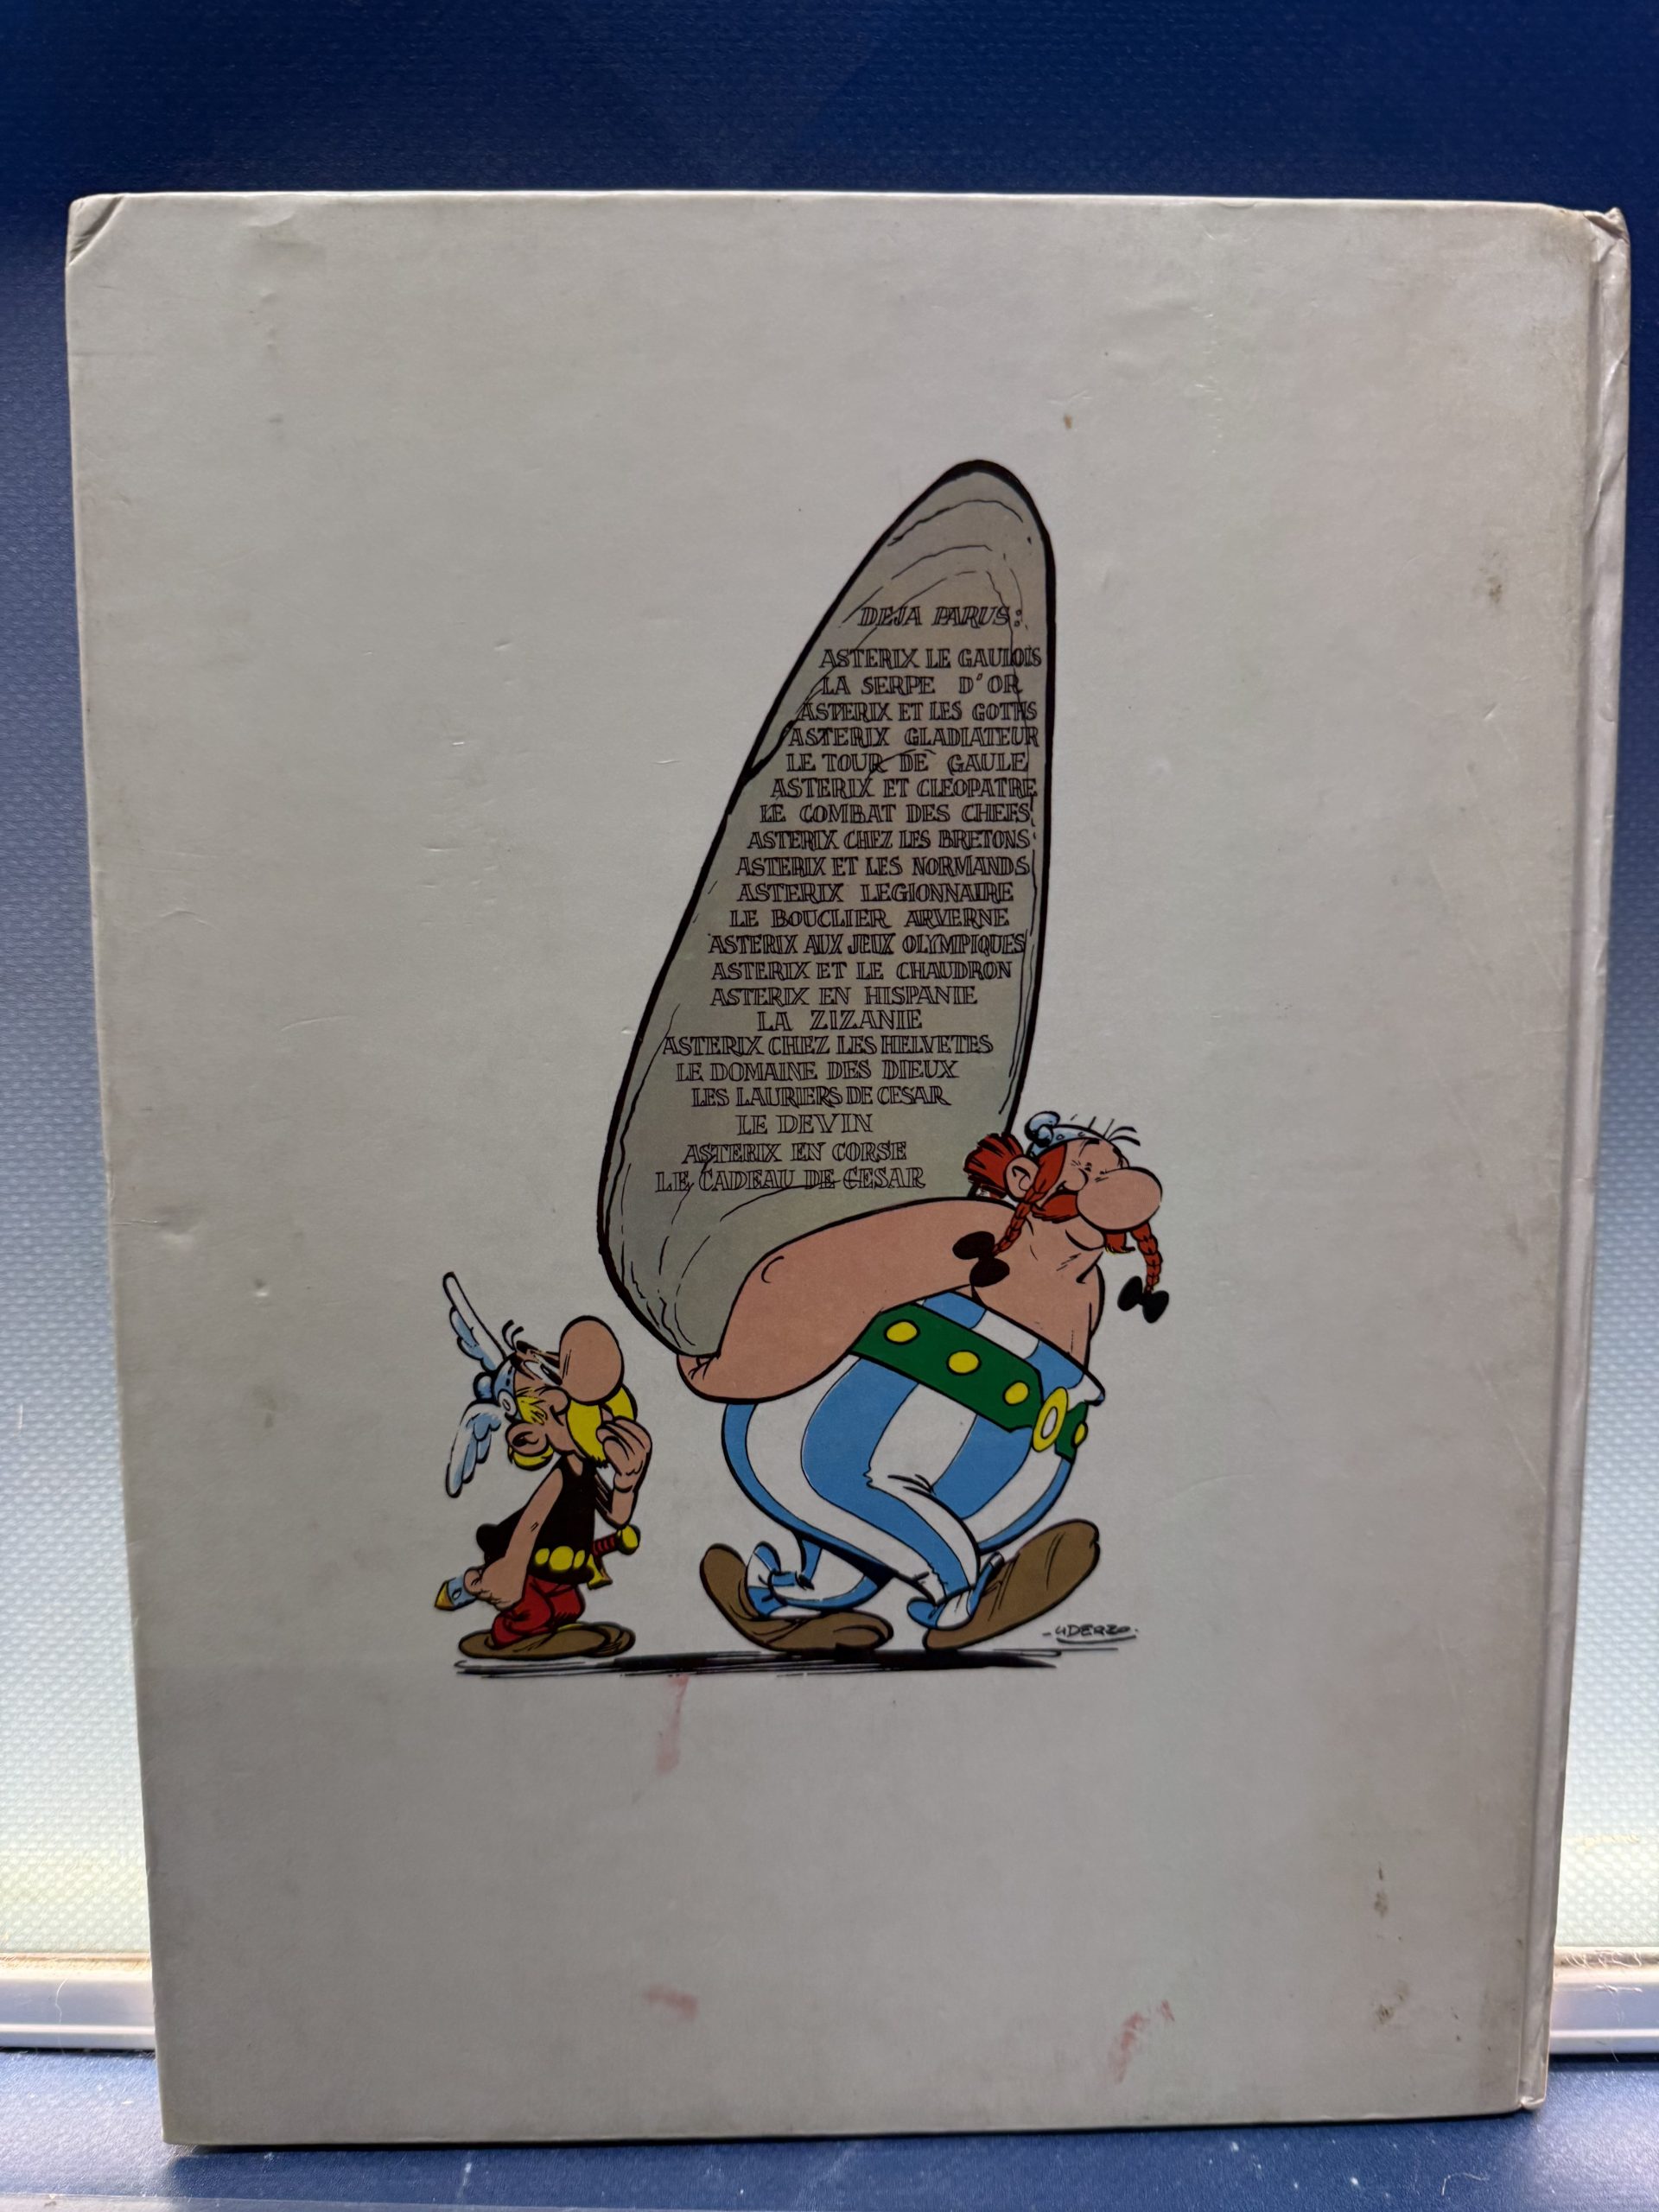 DEJA PARUS:
ASTERIX LE GAULOIS
LA SERPE D'OR
ASTERIX ET LES GOTHS
ASTERIX GLADIATEUR
LE TOUR DE GAULE
ASTERIX ET CLEOPATRE
LE COMBAT DES CHEFS
ASTERIX CHEZ LES BRETONS
ASTERIX ET LES NORMANDS
ASTERIX LEGIONNAIRE
LE BOUCLIER ARVERNE
ASTERIX AUX JEUX OLYMPIQUES
ASTERIX ET LE CHAUDRON
ASTERIX EN HISPANIE
LA ZIZANIE
ASTERIX CHEZ LES HELVETES
LE DOMAINE DES DIEUX
LES LAURIERS DE CESAR
LE DEVIN
ASTERIX EN CORSE
LE CADEAU DE CESAR
-UDERZO-